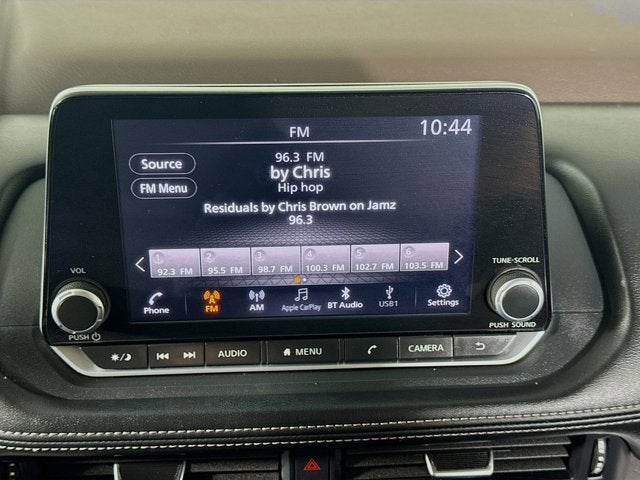 FM 10:44
Source
FM Menu
96.3 FM
by Chris
Hip hop
Residuals by Chris Brown on Jamz
96.3
1 2 3 4 5 6
92.3 FM 95.5 FM 98.7 FM 100.3 FM 102.7 FM 103.5 FM
Phone FM AM Apple CarPlay BT Audio USB1 Settings
VOL
PUSH
TUNE·SCROLL
PUSH SOUND
AUDIO MENU CAMERA